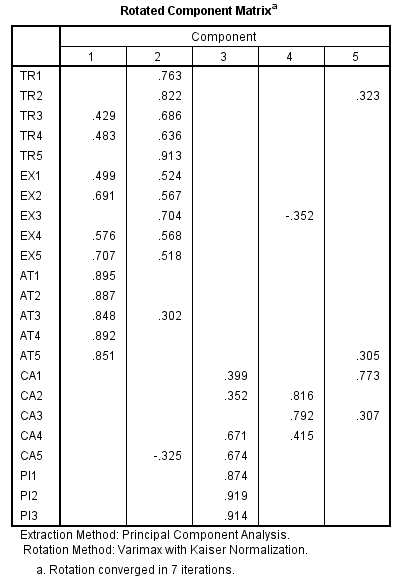 Rotated Component Matrixa
Component
1 2 3 4 5
TR1 .763
TR2 .822 .323
TR3 .429 .686
TR4 .483 .636
TR5 .913
EX1 .499 .524
EX2 .691 .567
EX3 .704 -.352
EX4 .576 .568
EX5 .707 .518
AT1 .895
AT2 .887
AT3 .848 .302
AT4 .892
AT5 .851 .305
CA1 .399 .773
CA2 .352 .816
CA3 .792 .307
CA4 .671 .415
CA5 -.325 .674
PI1 .874
PI2 .919
PI3 .914
Extraction Method: Principal Component Analysis.
Rotation Method: Varimax with Kaiser Normalization.
a. Rotation converged in 7 iterations.